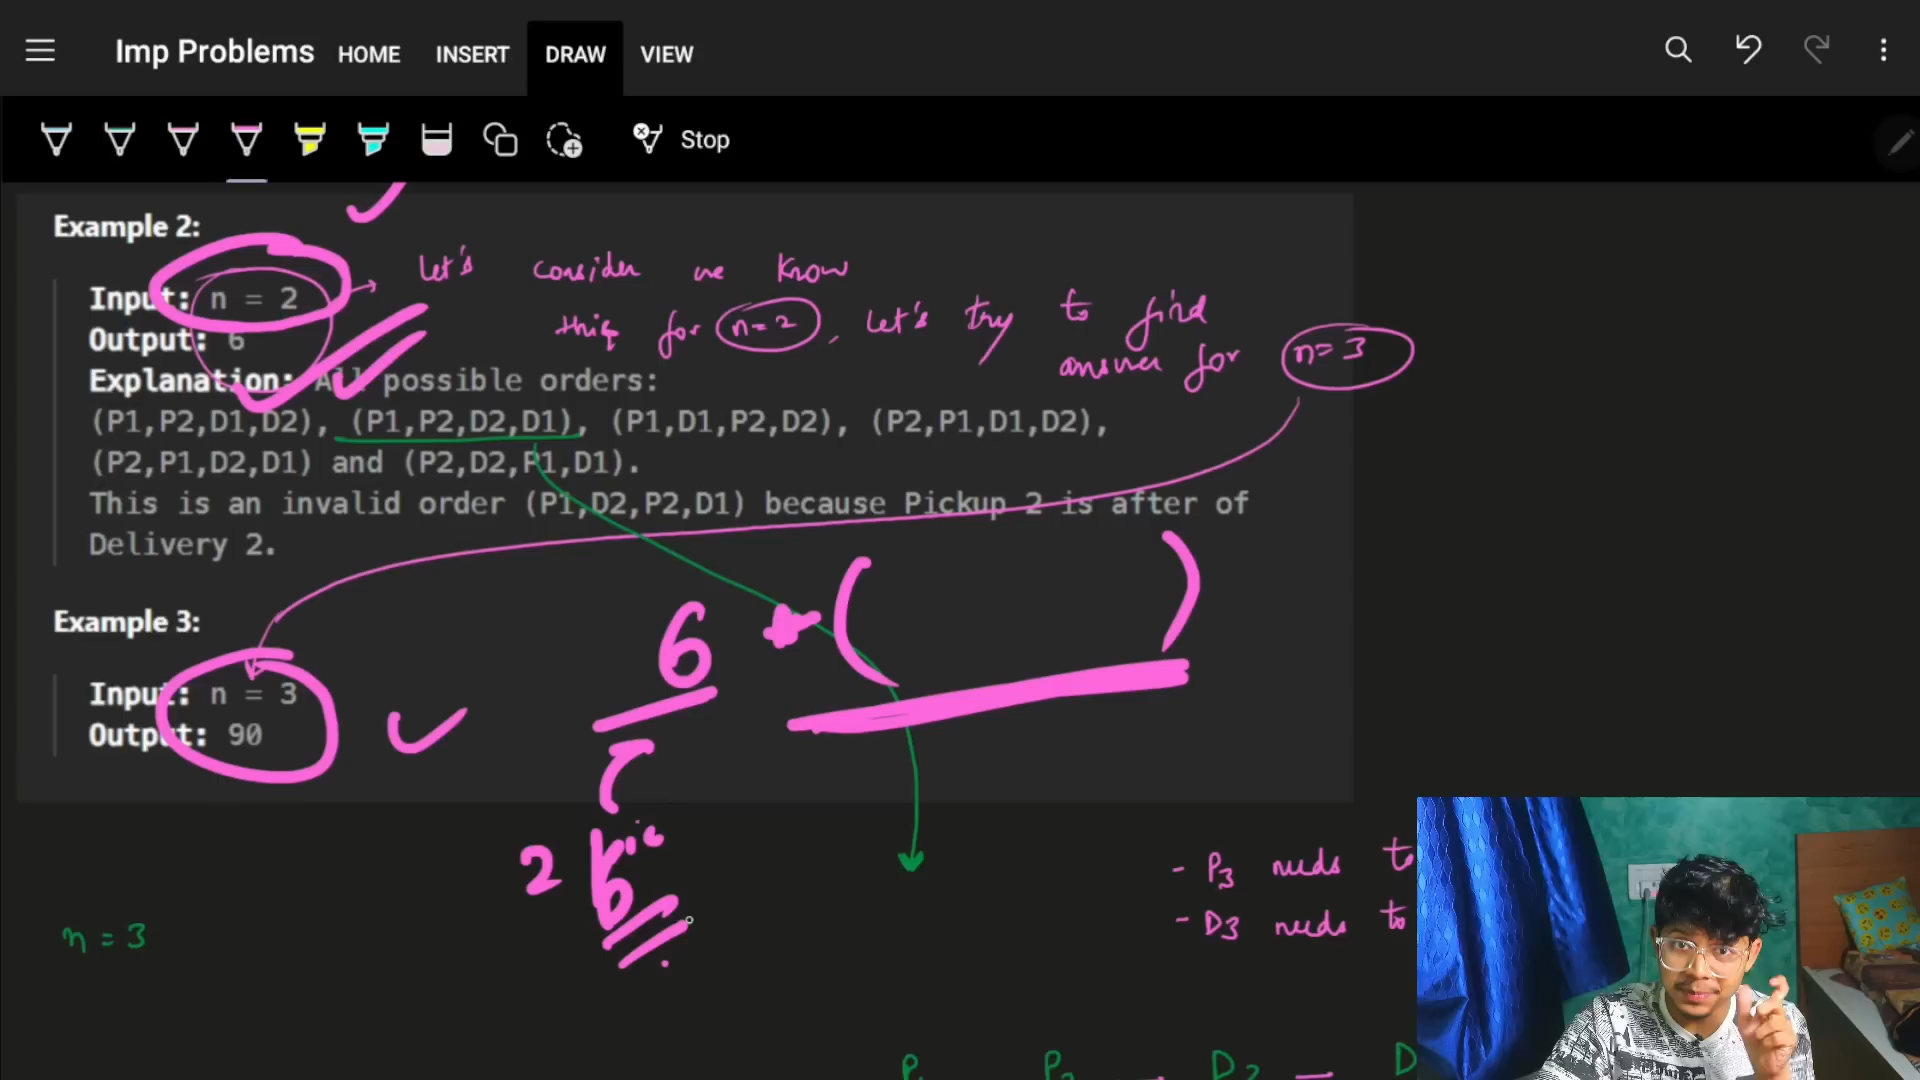 Imp Problems HOME INSERT DRAW VIEW
Stop
Example 2:
Input: n = 2
Output: 6
Explanation: All possible orders:
(P1,P2,D1,D2), (P1,P2,D2,D1), (P1,D1,P2,D2), (P2,P1,D1,D2),
(P2,P1,D2,D1) and (P2,D2,P1,D1).
This is an invalid order (P1,D2,P2,D1) because Pickup 2 is after of
Delivery 2.
Let's consider we know
this for n=2, let's try to find
answer for n=3
Example 3:
Input: n = 3
Output: 90
6 * ( )
2
- P3 needs to
- D3 needs to
n = 3
P D2 D